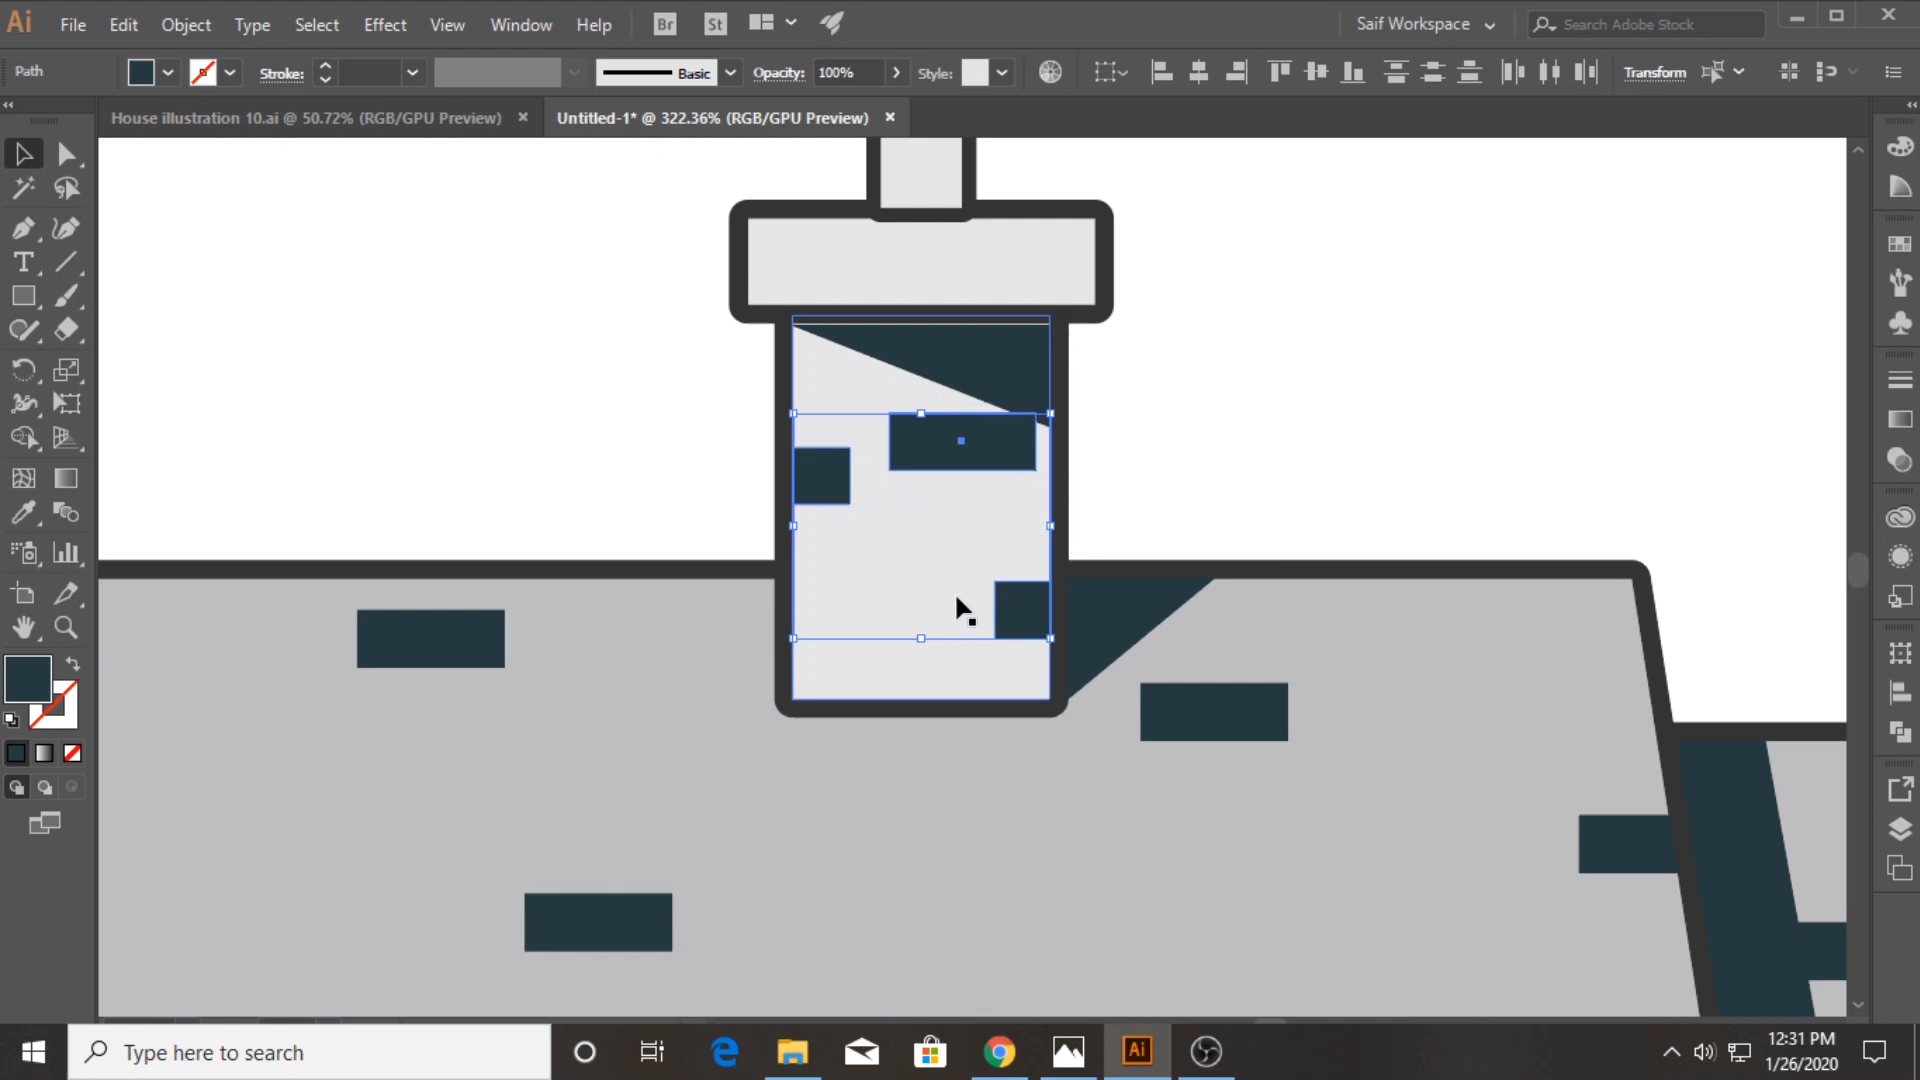 Ai File Edit Object Type Select Effect View Window Help Br St Saif Workspace Search Adobe Stock
Path Stroke: Basic Opacity: 100% Style: Transform
House illustration 10.ai @ 50.72% (RGB/GPU Preview) Untitled-1* @ 322.36% (RGB/GPU Preview)
Type here to search Ai 12:31 PM
1/26/2020